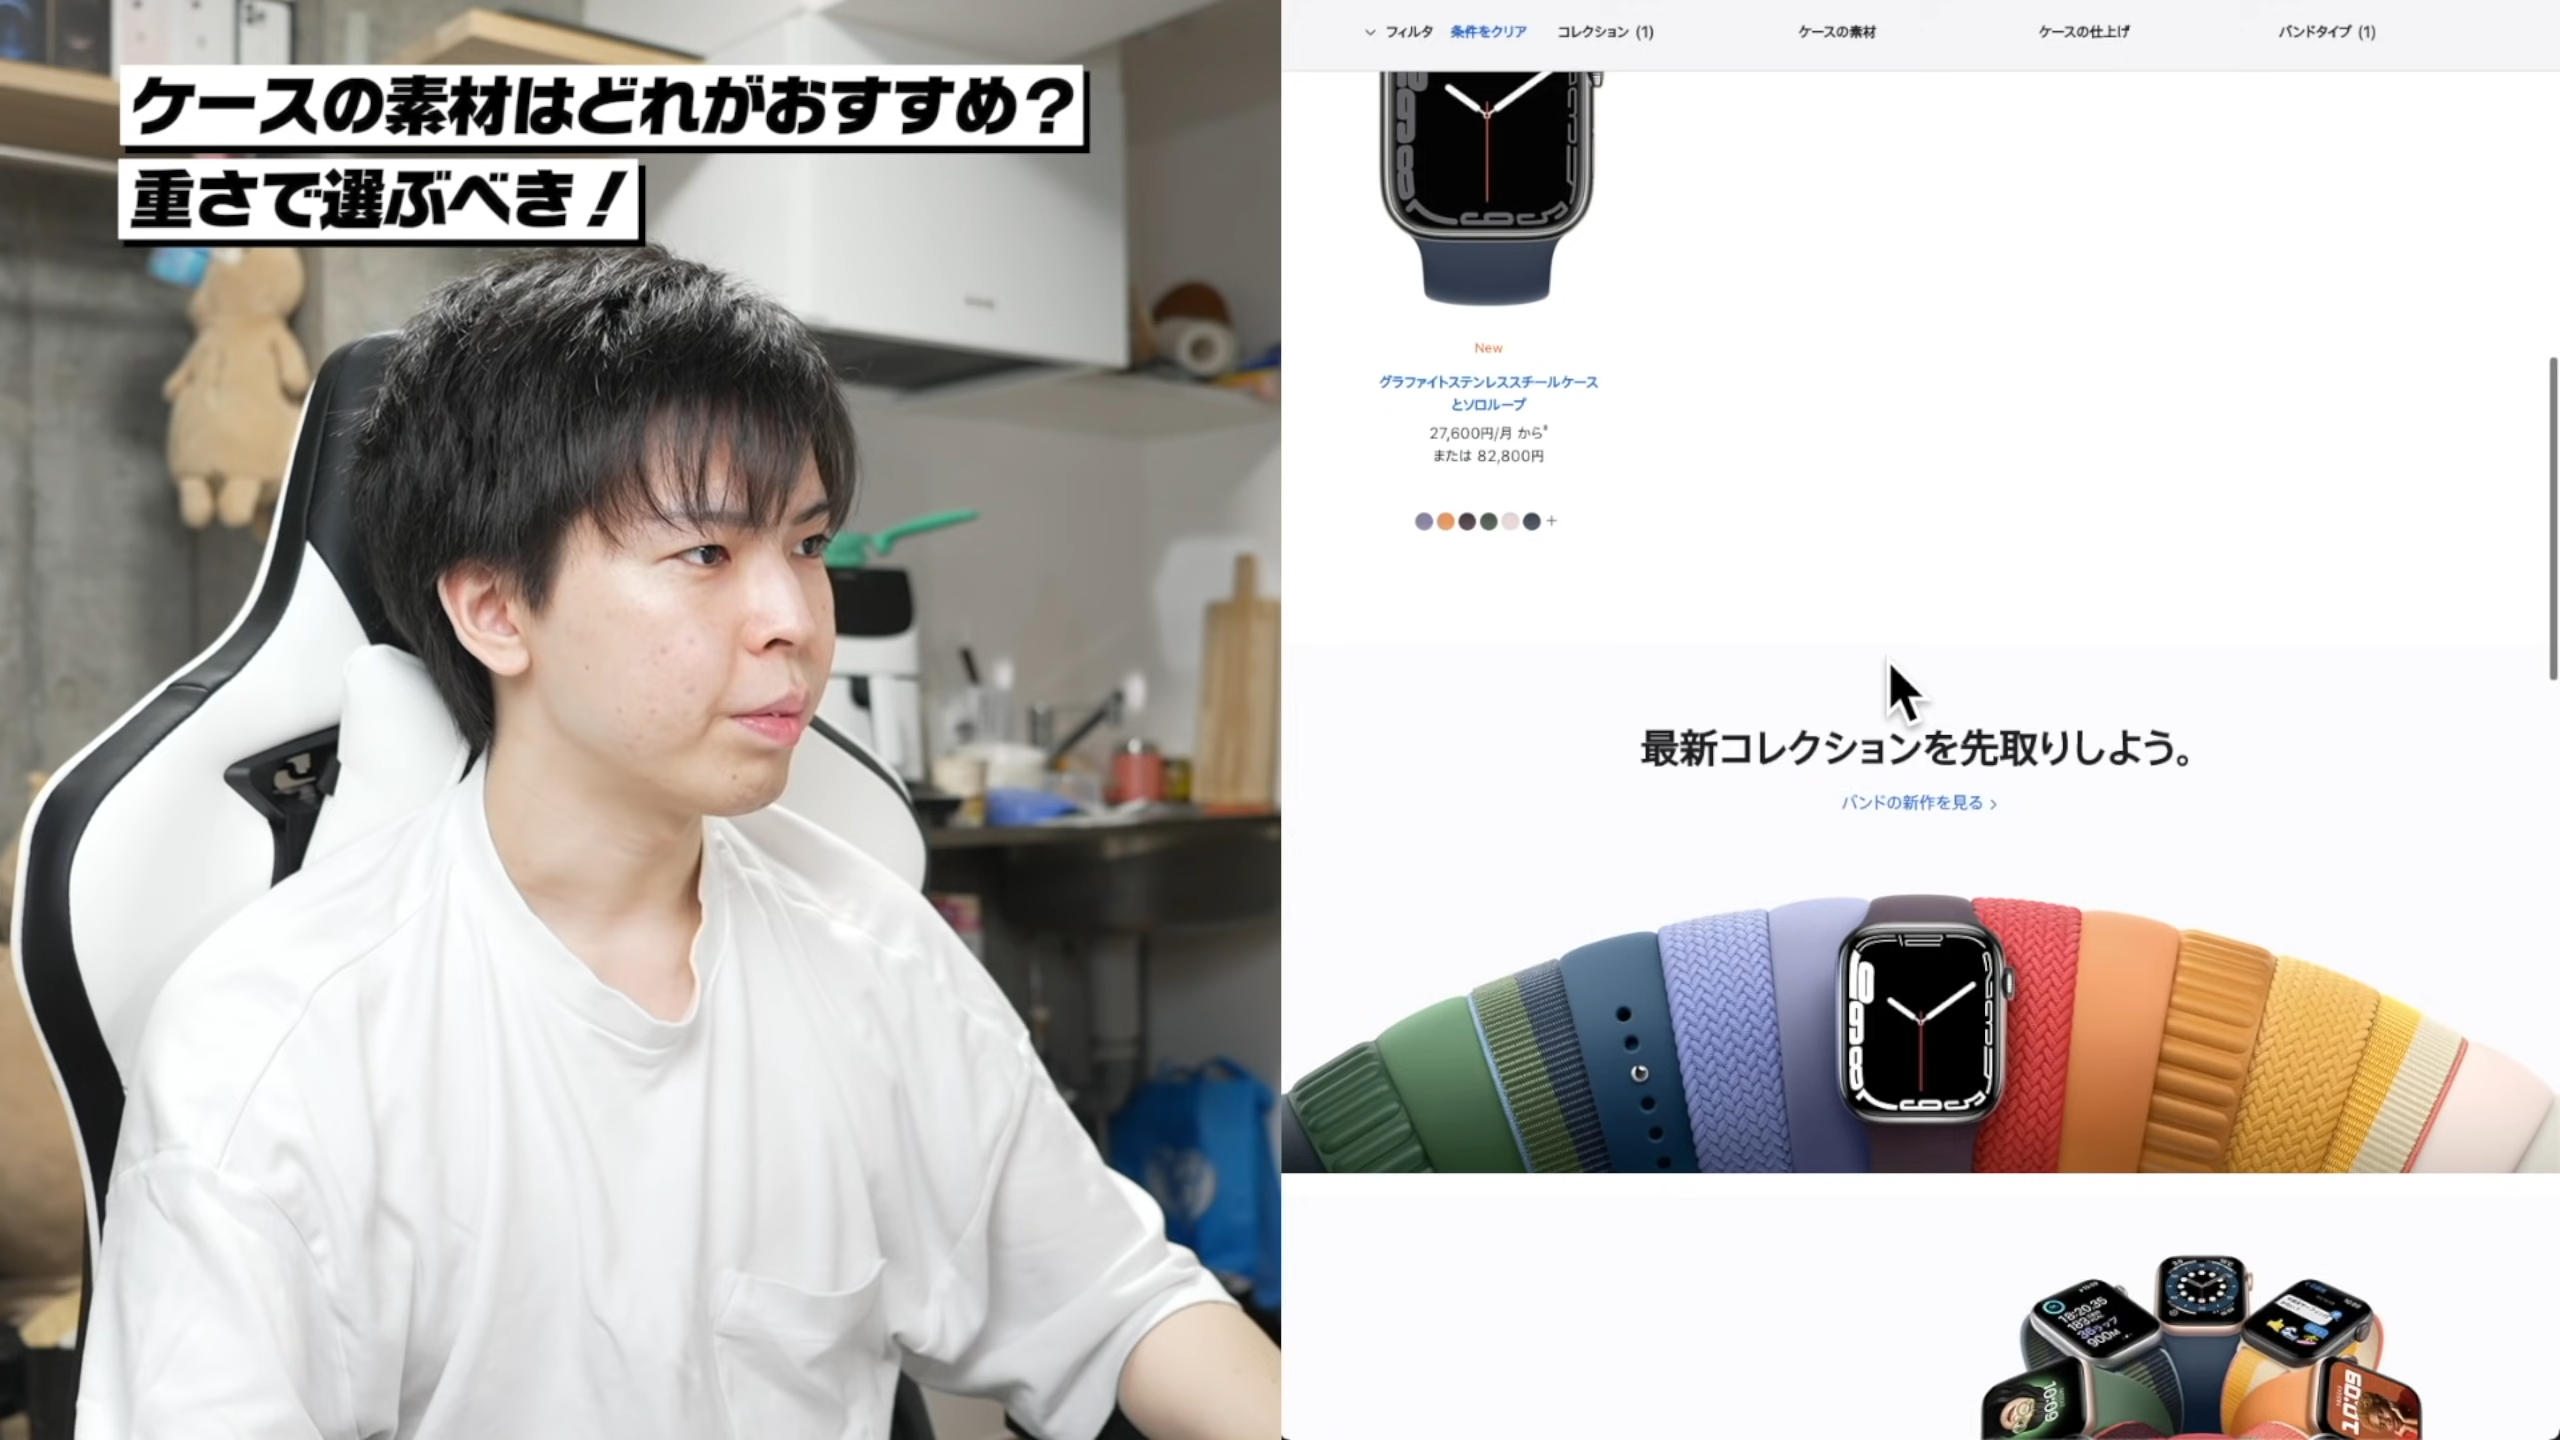 ケースの素材はどれがおすすめ？
重さで選ぶべき！
フィルタ 条件をクリア コレクション (1) ケースの素材 ケースの仕上げ バンドタイプ (1)
New
グラファイトステンレススチールケース
とソロループ
27,600円/月 から
または 82,800円
+
最新コレクションを先取りしよう。
バンドの新作を見る >
18:20.35
900M
10:09